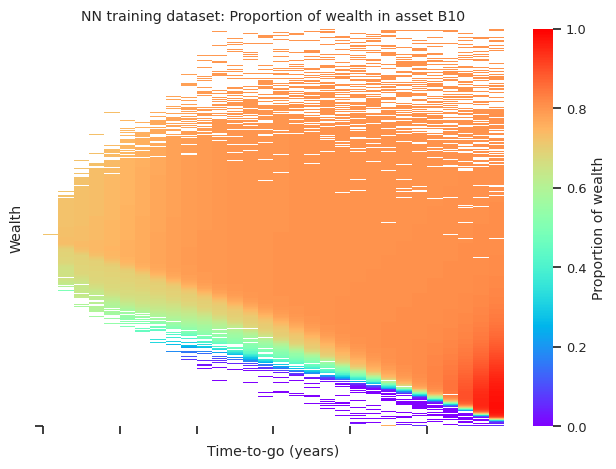 NN training dataset: Proportion of wealth in asset B10
Wealth
Time-to-go (years)
1.0
0.8
0.6
0.4
0.2
0.0
Proportion of wealth